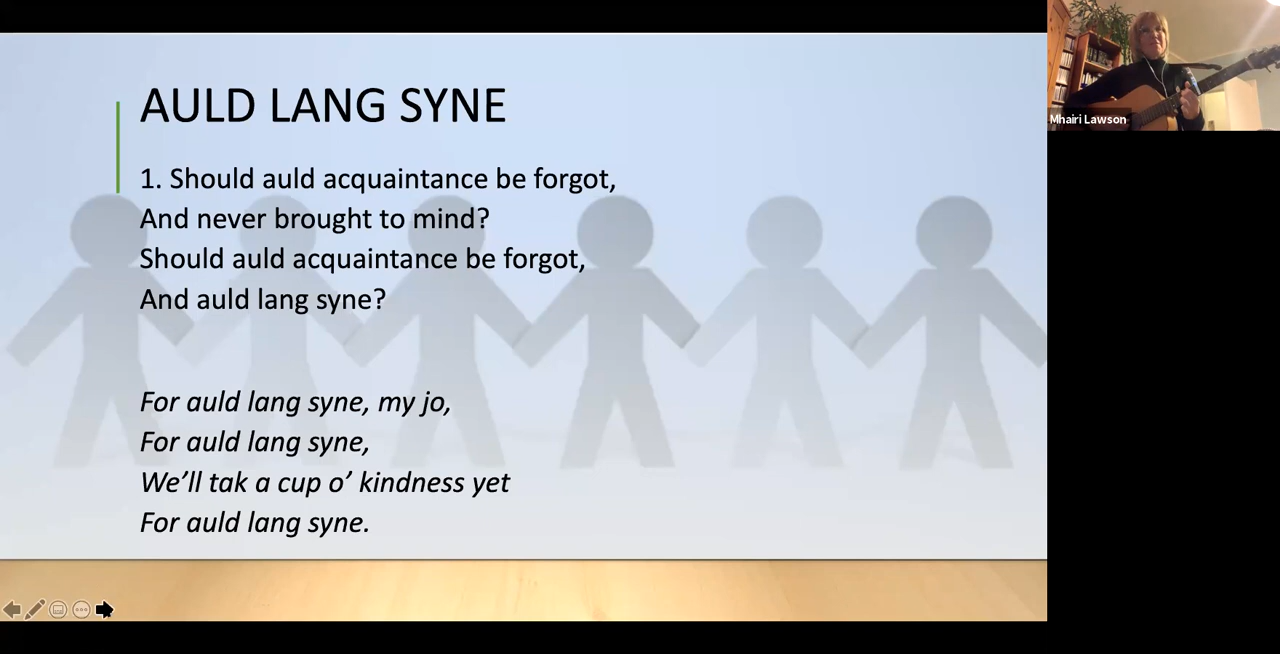 AULD LANG SYNE
1. Should auld acquaintance be forgot,
And never brought to mind?
Should auld acquaintance be forgot,
And auld lang syne?
For auld lang syne, my jo,
For auld lang syne,
We’ll tak a cup o’ kindness yet
For auld lang syne.
Mhairi Lawson